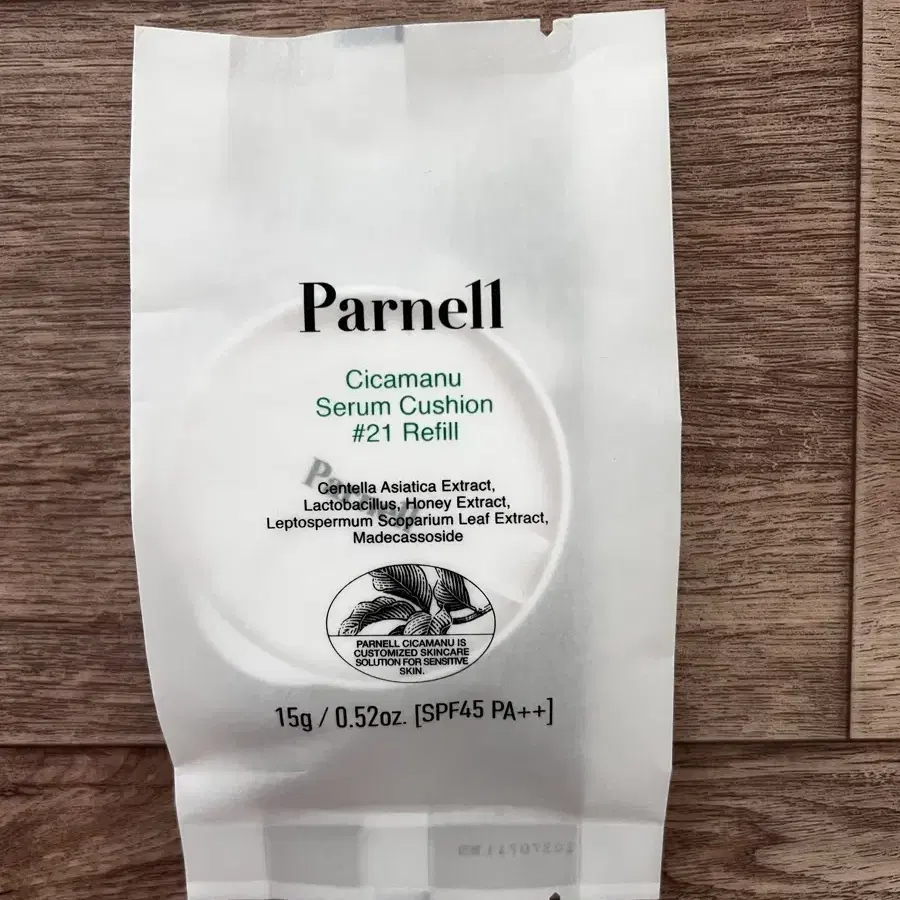 Parnell
Cicamanu
Serum Cushion
#21 Refill
Parnell
Centella Asiatica Extract,
Lactobacillus, Honey Extract,
Leptospermum Scoparium Leaf Extract,
Madecassoside
PARNELL CICAMANU IS
CUSTOMIZED SKINCARE
SOLUTION FOR SENSITIVE
SKIN.
15g / 0.52oz. [SPF45 PA++]